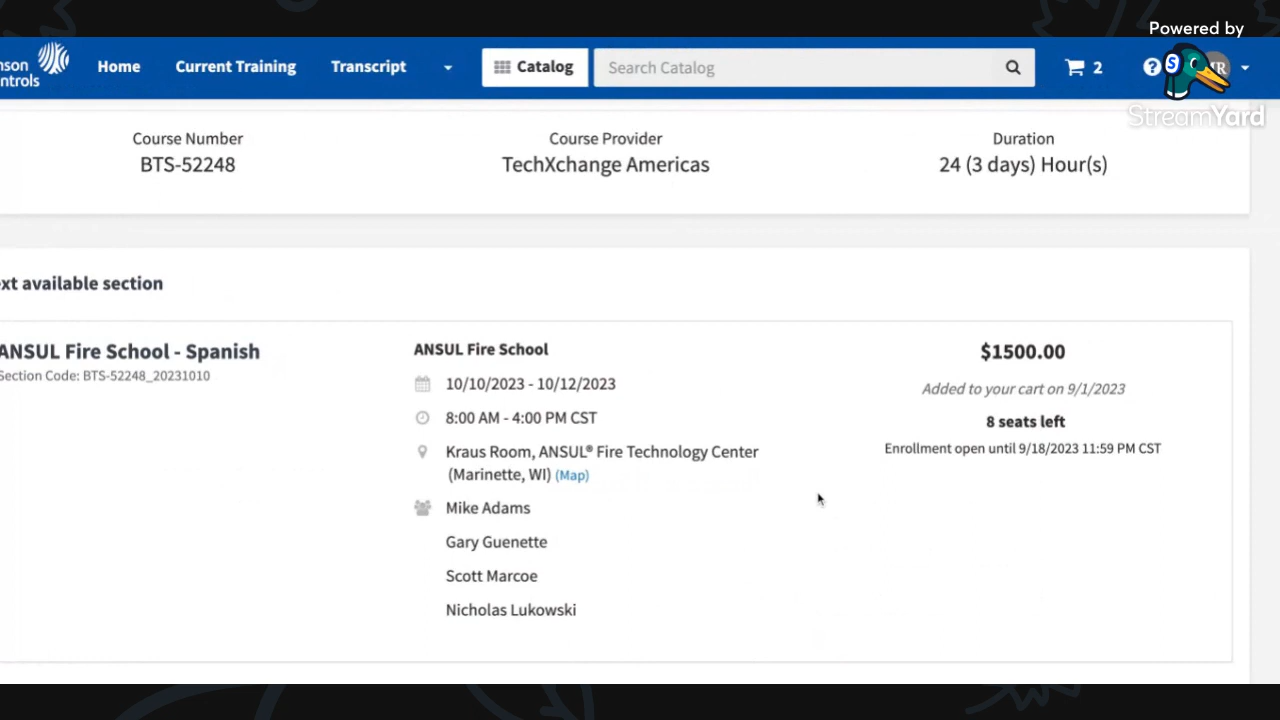 Powered by
nson
ntrols
Home
Current Training
Transcript
Catalog
Search Catalog
2
R
StreamYard
Course Number
BTS-52248
Course Provider
TechXchange Americas
Duration
24 (3 days) Hour(s)
ext available section
ANSUL Fire School - Spanish
Section Code: BTS-52248_20231010
ANSUL Fire School
10/10/2023 - 10/12/2023
8:00 AM - 4:00 PM CST
Kraus Room, ANSUL® Fire Technology Center
(Marinette, WI) (Map)
Mike Adams
Gary Guenette
Scott Marcoe
Nicholas Lukowski
$1500.00
Added to your cart on 9/1/2023
8 seats left
Enrollment open until 9/18/2023 11:59 PM CST